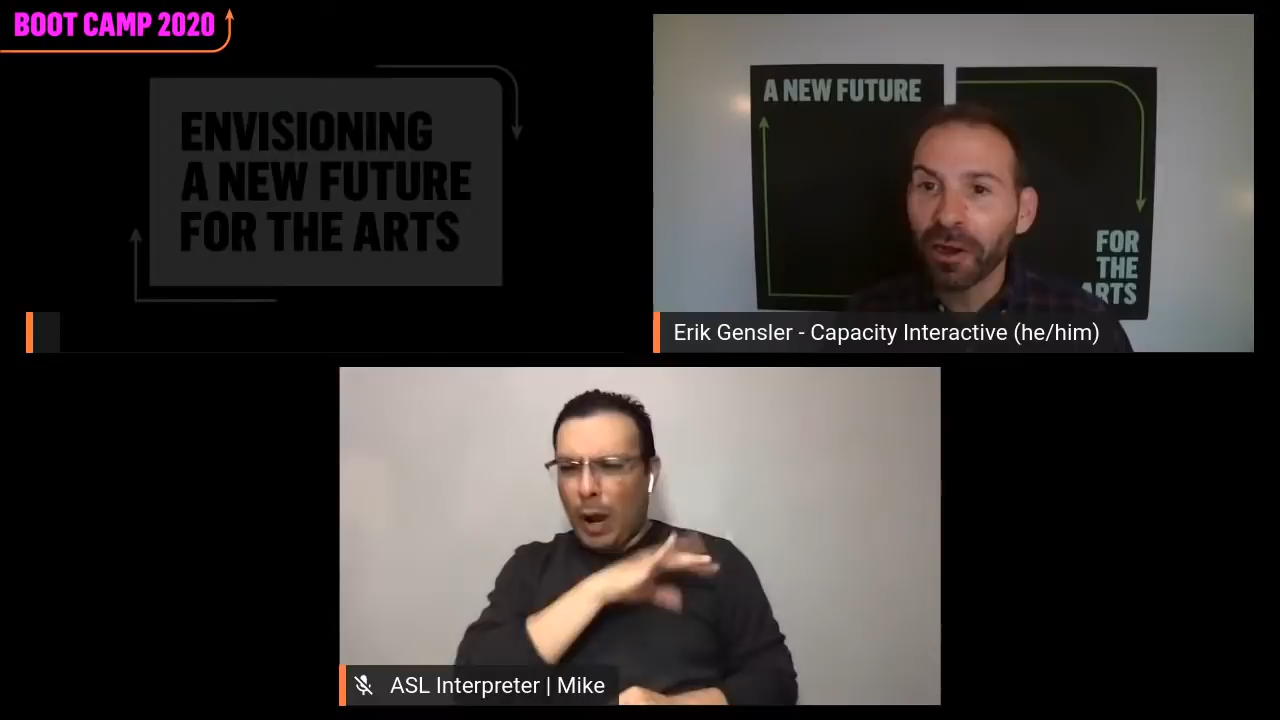 BOOT CAMP 2020
ENVISIONING
A NEW FUTURE
FOR THE ARTS
A NEW FUTURE
FOR
THE
ARTS
Erik Gensler - Capacity Interactive (he/him)
ASL Interpreter | Mike